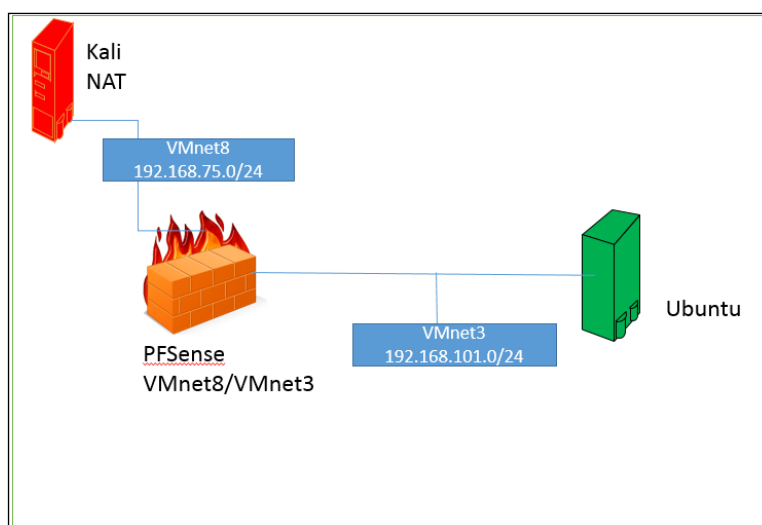 Kali
NAT
VMnet8
192.168.75.0/24
PFSense
VMnet8/VMnet3
VMnet3
192.168.101.0/24
Ubuntu